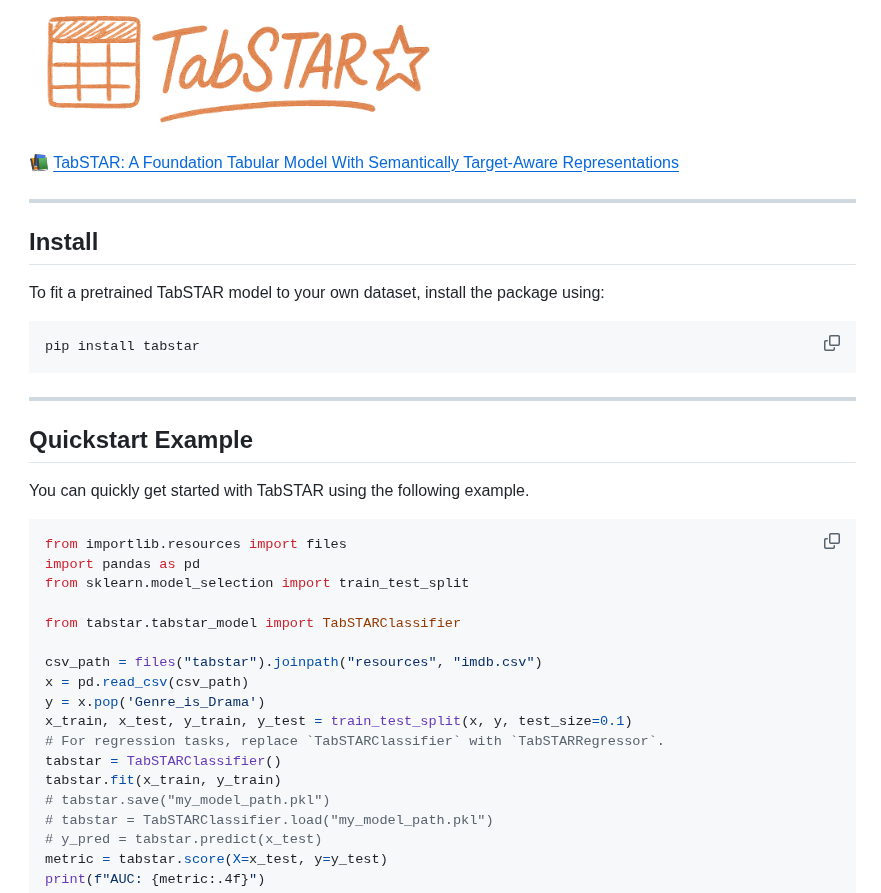 TabSTAR
TabSTAR: A Foundation Tabular Model With Semantically Target-Aware Representations
Install
To fit a pretrained TabSTAR model to your own dataset, install the package using:
pip install tabstar
Quickstart Example
You can quickly get started with TabSTAR using the following example.
from importlib.resources import files
import pandas as pd
from sklearn.model_selection import train_test_split
from tabstar.tabstar_model import TabSTARClassifier
csv_path = files("tabstar").joinpath("resources", "imdb.csv")
x = pd.read_csv(csv_path)
y = x.pop('Genre_is_Drama')
x_train, x_test, y_train, y_test = train_test_split(x, y, test_size=0.1)
# For regression tasks, replace `TabSTARClassifier` with `TabSTARRegressor`.
tabstar = TabSTARClassifier()
tabstar.fit(x_train, y_train)
# tabstar.save("my_model_path.pkl")
# tabstar = TabSTARClassifier.load("my_model_path.pkl")
# y_pred = tabstar.predict(x_test)
metric = tabstar.score(X=x_test, y=y_test)
print(f"AUC: {metric:.4f}")